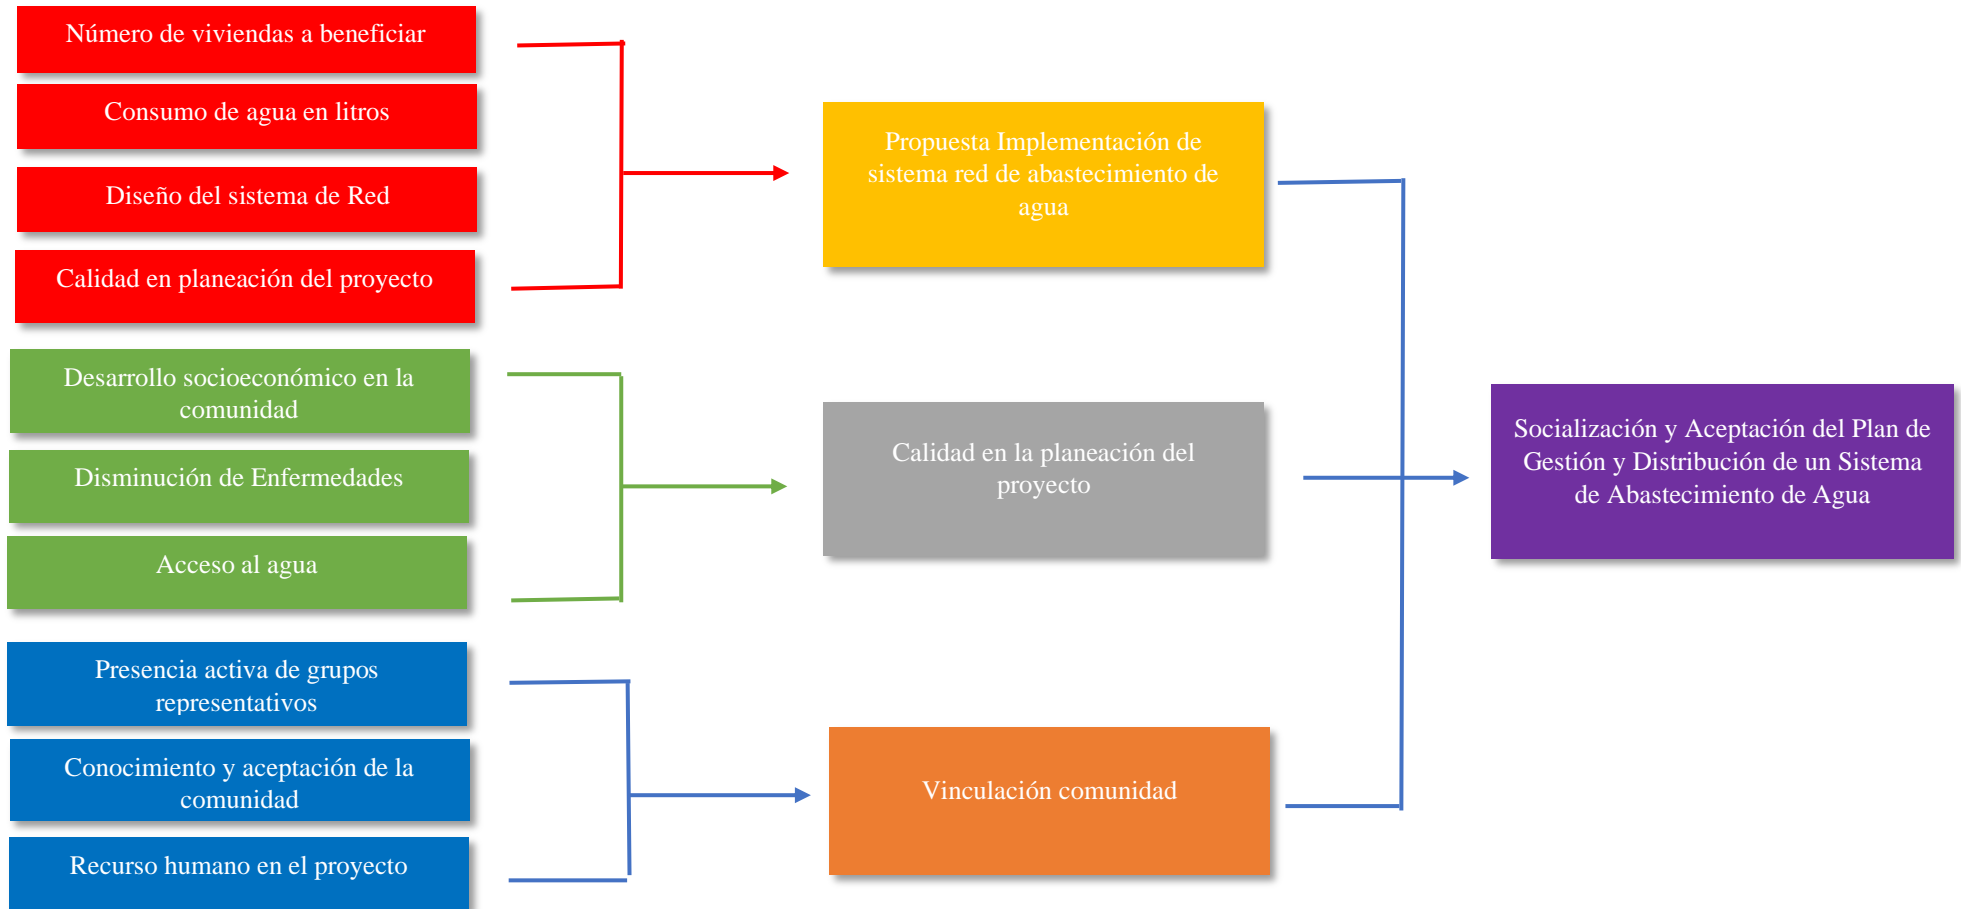 Número de viviendas a beneficiar
Consumo de agua en litros
Diseño del sistema de Red
Calidad en planeación del proyecto
Desarrollo socioeconómico en la
comunidad
Disminución de Enfermedades
Acceso al agua
Presencia activa de grupos
representativos
Conocimiento y aceptación de la
comunidad
Recurso humano en el proyecto
Propuesta Implementación de
sistema red de abastecimiento de
agua
Calidad en la planeación del
proyecto
Vinculación comunidad
Socialización y Aceptación del Plan de
Gestión y Distribución de un Sistema
de Abastecimiento de Agua